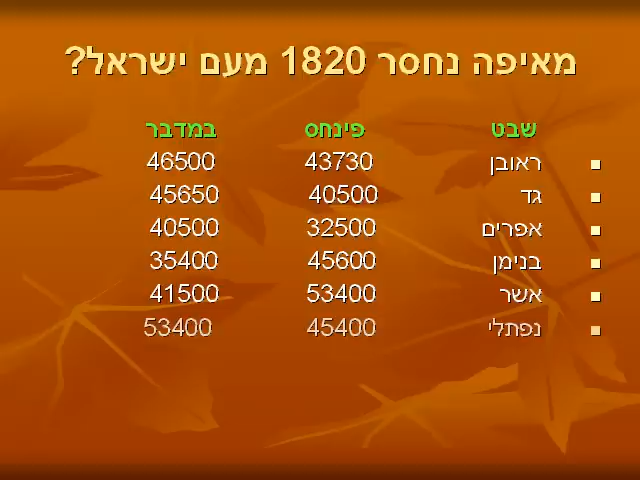 מאיפה נחסר 1820 מעם ישראל?
שבט פינחס במדבר
ראובן 43730 46500
גד 40500 45650
אפרים 32500 40500
בנימן 45600 35400
אשר 53400 41500
נפתלי 45400 53400